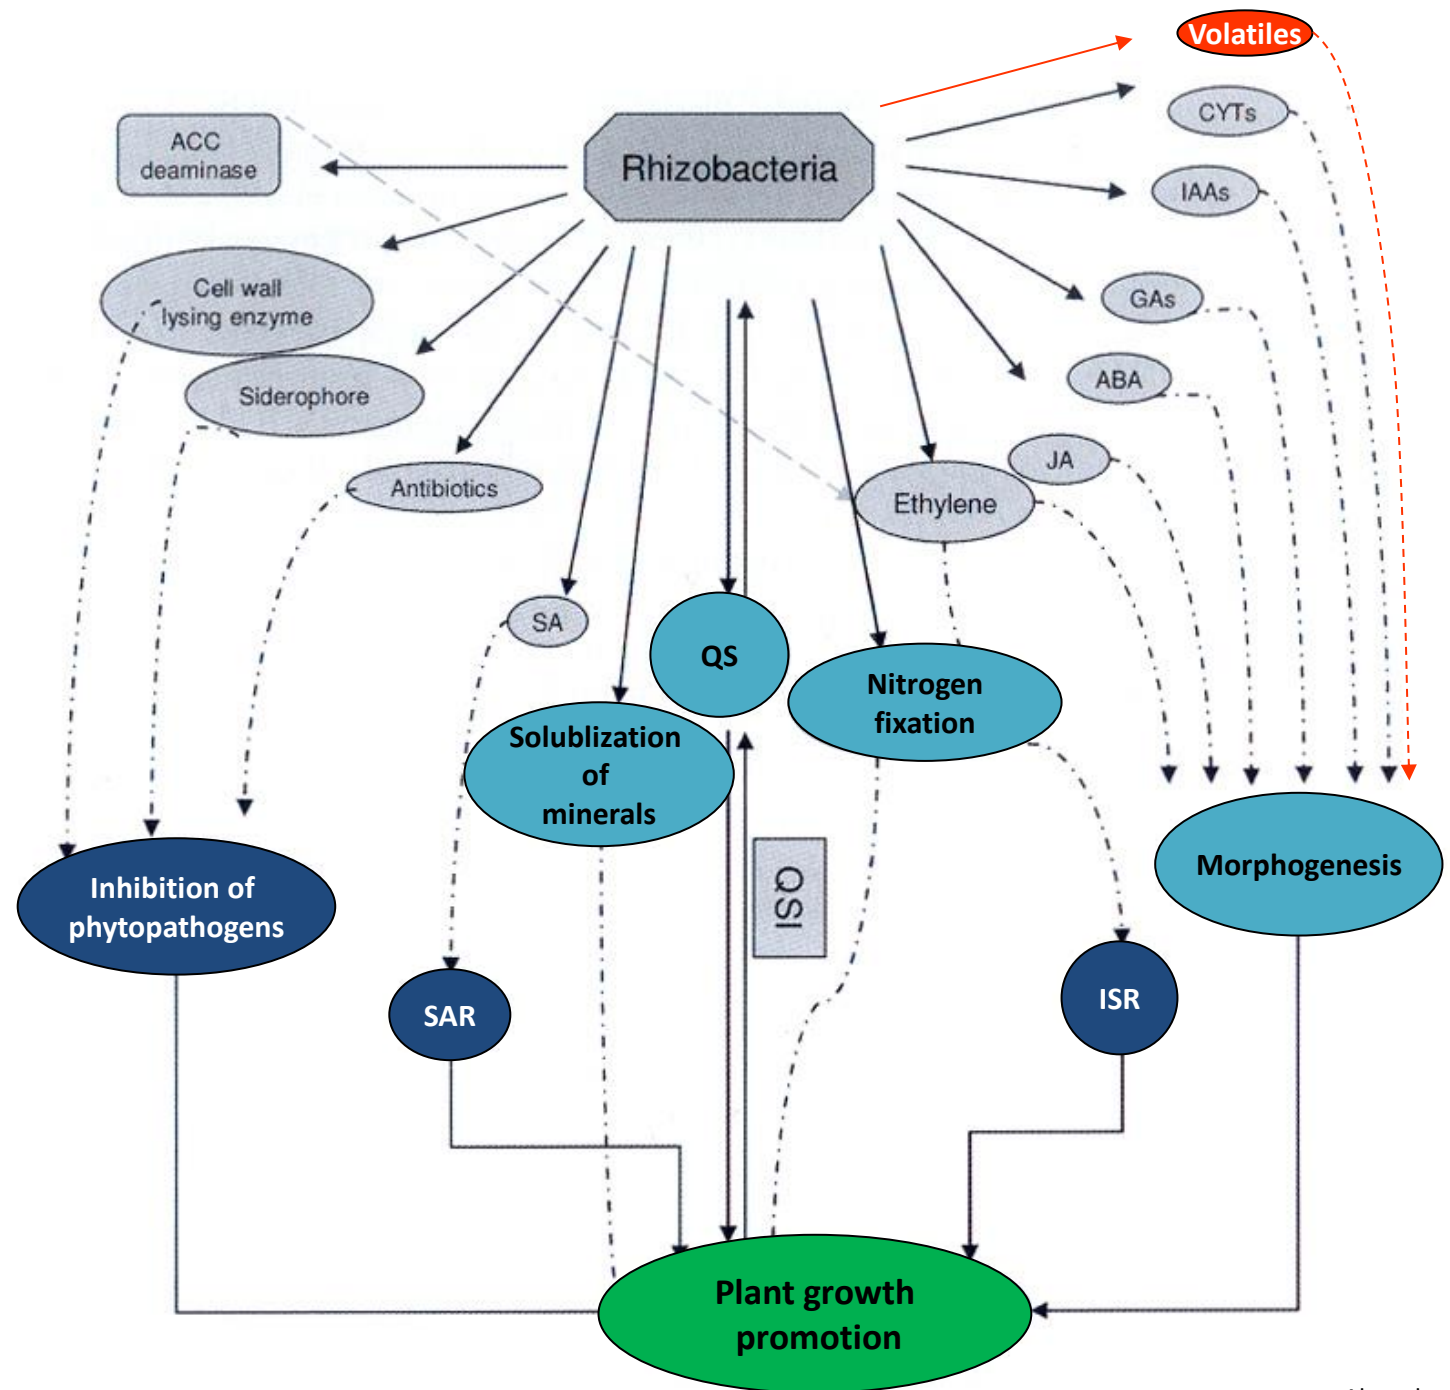 Volatiles
CYTs
ACC
deaminase
Rhizobacteria
IAAs
Cell wall
lysing enzyme
GAs
Siderophore
ABA
Antibiotics
JA
Ethylene
SA
QS
Nitrogen
fixation
Solublization
of
minerals
QSI
Inhibition of
phytopathogens
Morphogenesis
SAR
ISR
Plant growth
promotion